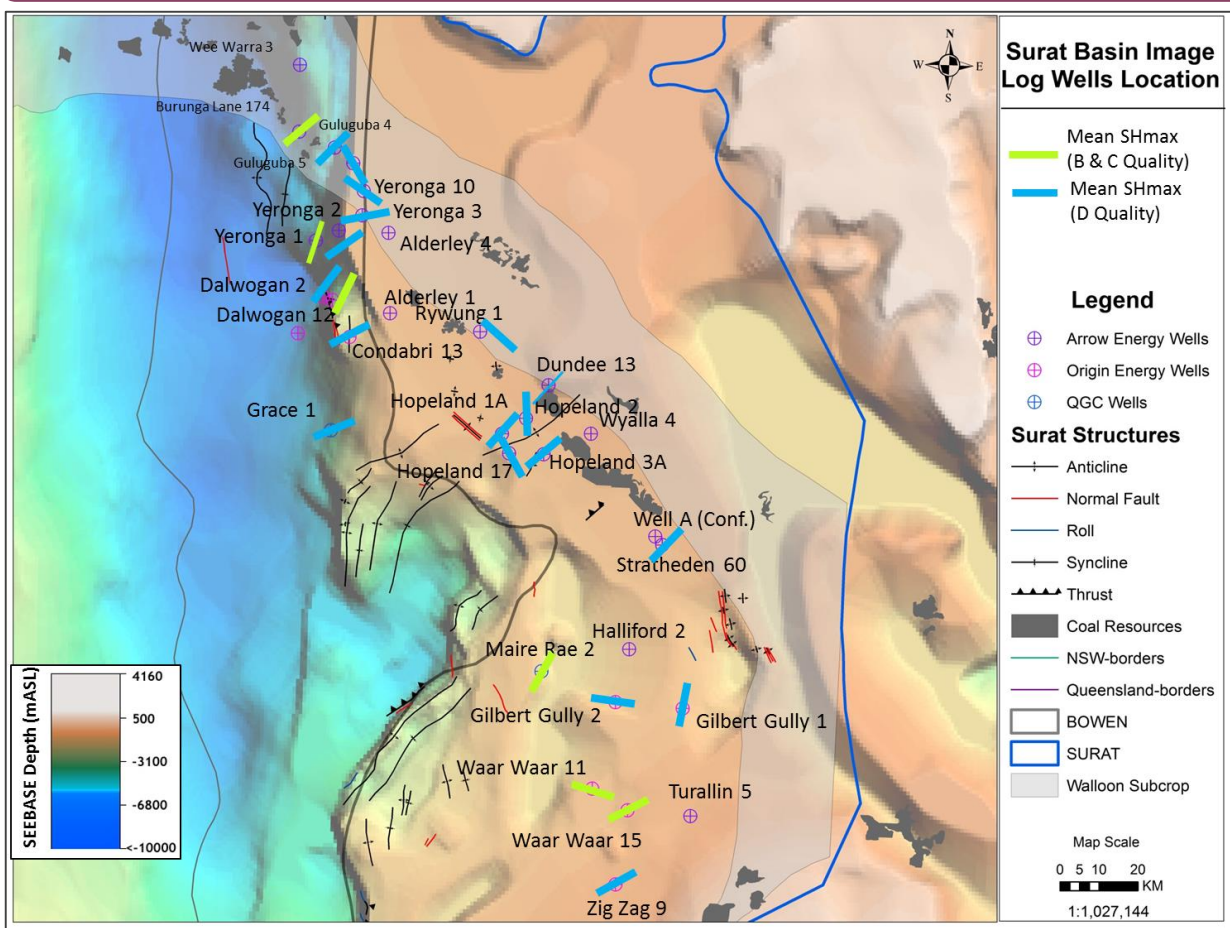 Wee Warra 3
Burunga Lane 174
Guluguba 4
Guluguba 5
Yeronga 10
Yeronga 2
Yeronga 3
Yeronga 1
Alderley 4
Dalwogan 2
Alderley 1
Dalwogan 12
Rywung 1
Condabri 13
Dundee 13
Hopeland 1A
Hopeland 2
Grace 1
Wyalla 4
Hopeland 17
Hopeland 3A
Well A (Conf.)
Stratheden 60
Halliford 2
Maire Rae 2
Gilbert Gully 2
Gilbert Gully 1
Waar Waar 11
Turallin 5
Waar Waar 15
Zig Zag 9
N
W
E
S
SEEBASE Depth (mASL)
4160
500
-3100
-6800
<-10000
Surat Basin Image
Log Wells Location
Mean SHmax
(B & C Quality)
Mean SHmax
(D Quality)
Legend
Arrow Energy Wells
Origin Energy Wells
QGC Wells
Surat Structures
Anticline
Normal Fault
Roll
Syncline
Thrust
Coal Resources
NSW-borders
Queensland-borders
BOWEN
SURAT
Walloon Subcrop
Map Scale
0 5 10 20
KM
1:1,027,144